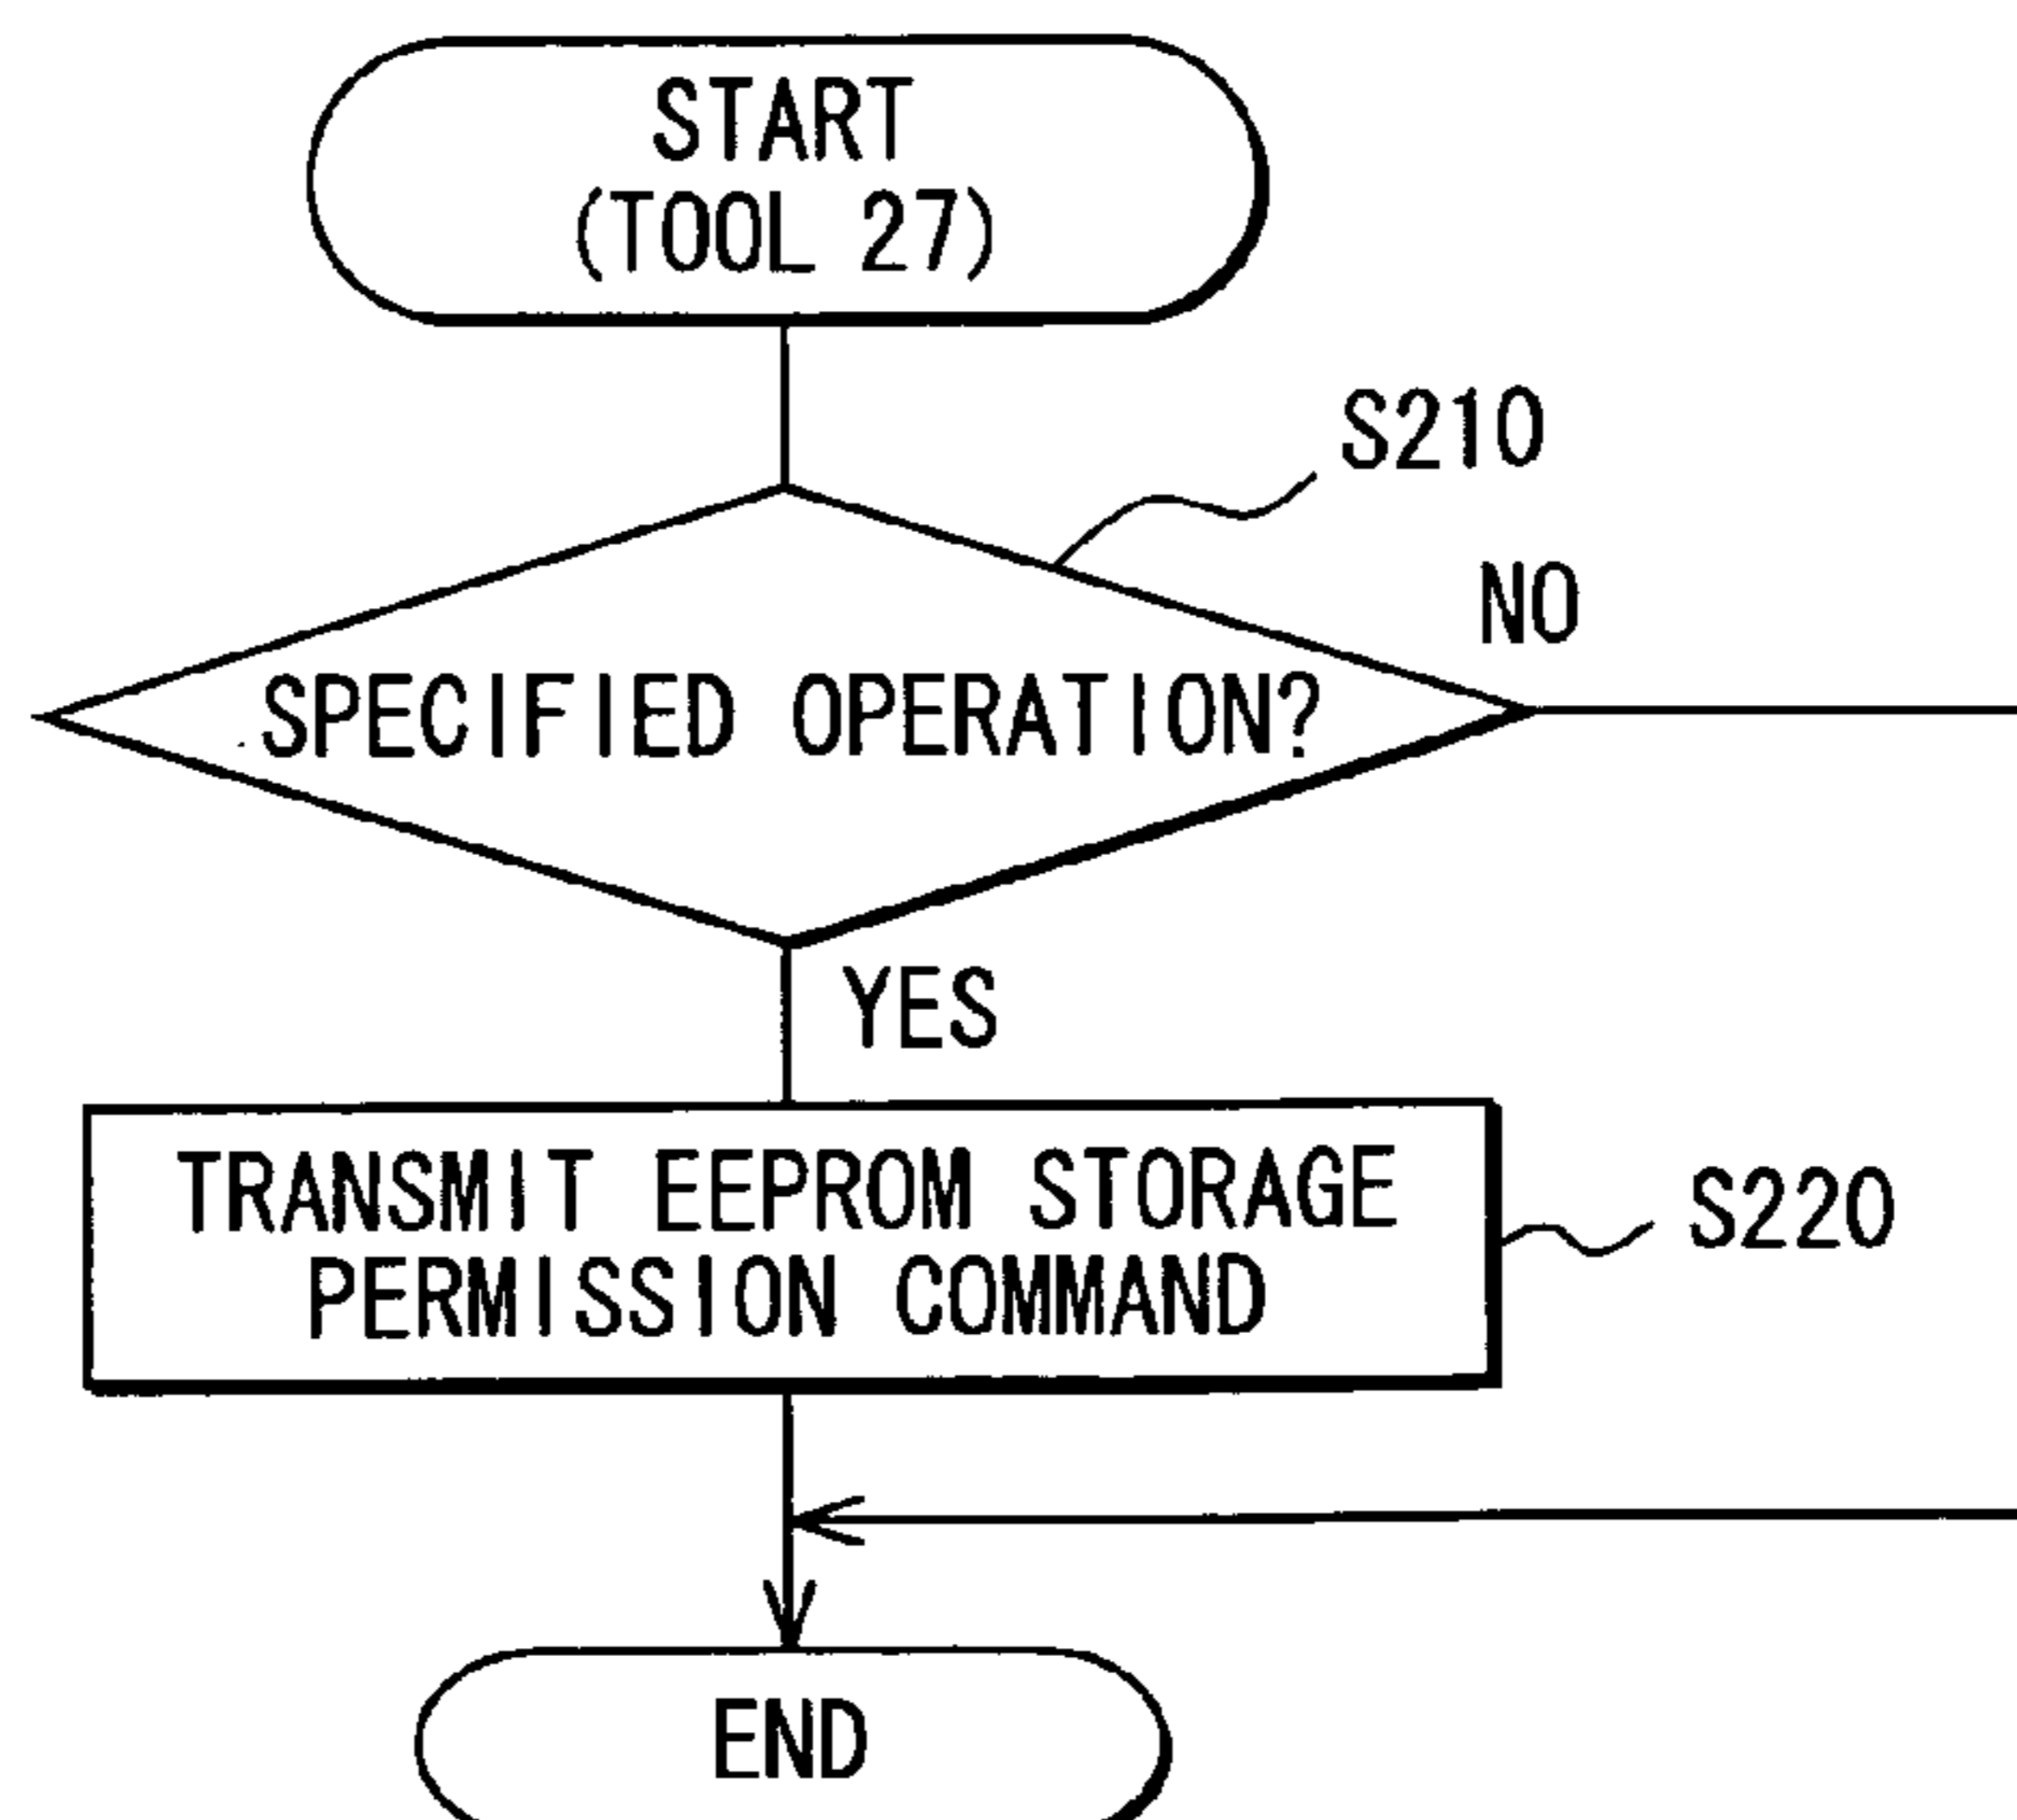 START
(TOOL 27)
S210
NO
SPECIFIED OPERATION?
YES
TRANSMIT EEPROM STORAGE
PERMISSION COMMAND
S220
END